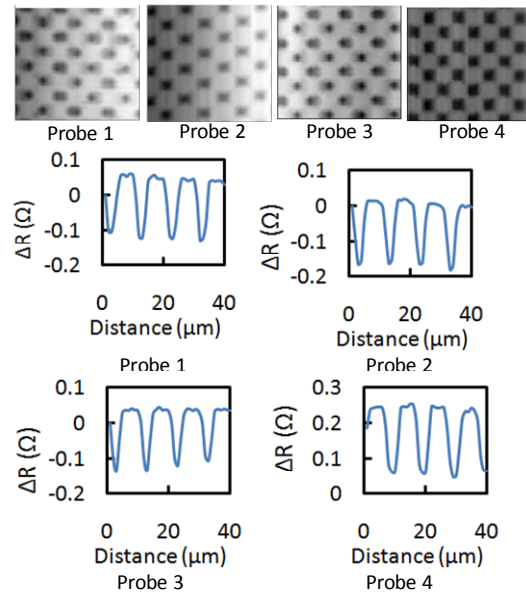 Probe 1 Probe 2 Probe 3 Probe 4
0.1
0
-0.1
-0.2
ΔR (Ω)
0 20 40
Distance (µm)
Probe 1
0.1
0
-0.1
-0.2
ΔR (Ω)
0 20 40
Distance (µm)
Probe 2
0.1
0
-0.1
-0.2
ΔR (Ω)
0 20 40
Distance (µm)
Probe 3
0.3
0.2
0.1
0
ΔR (Ω)
0 20 40
Distance (µm)
Probe 4